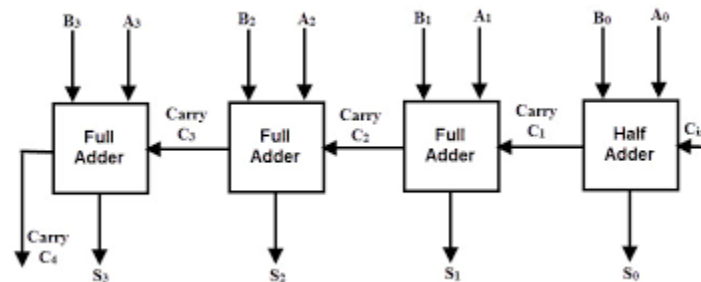 B3 A3 B2 A2 B1 A1 B0 A0
Carry C3
Carry C2
Carry C1
Full Adder
Full Adder
Full Adder
Half Adder
Carry C4
S3 S2 S1 S0